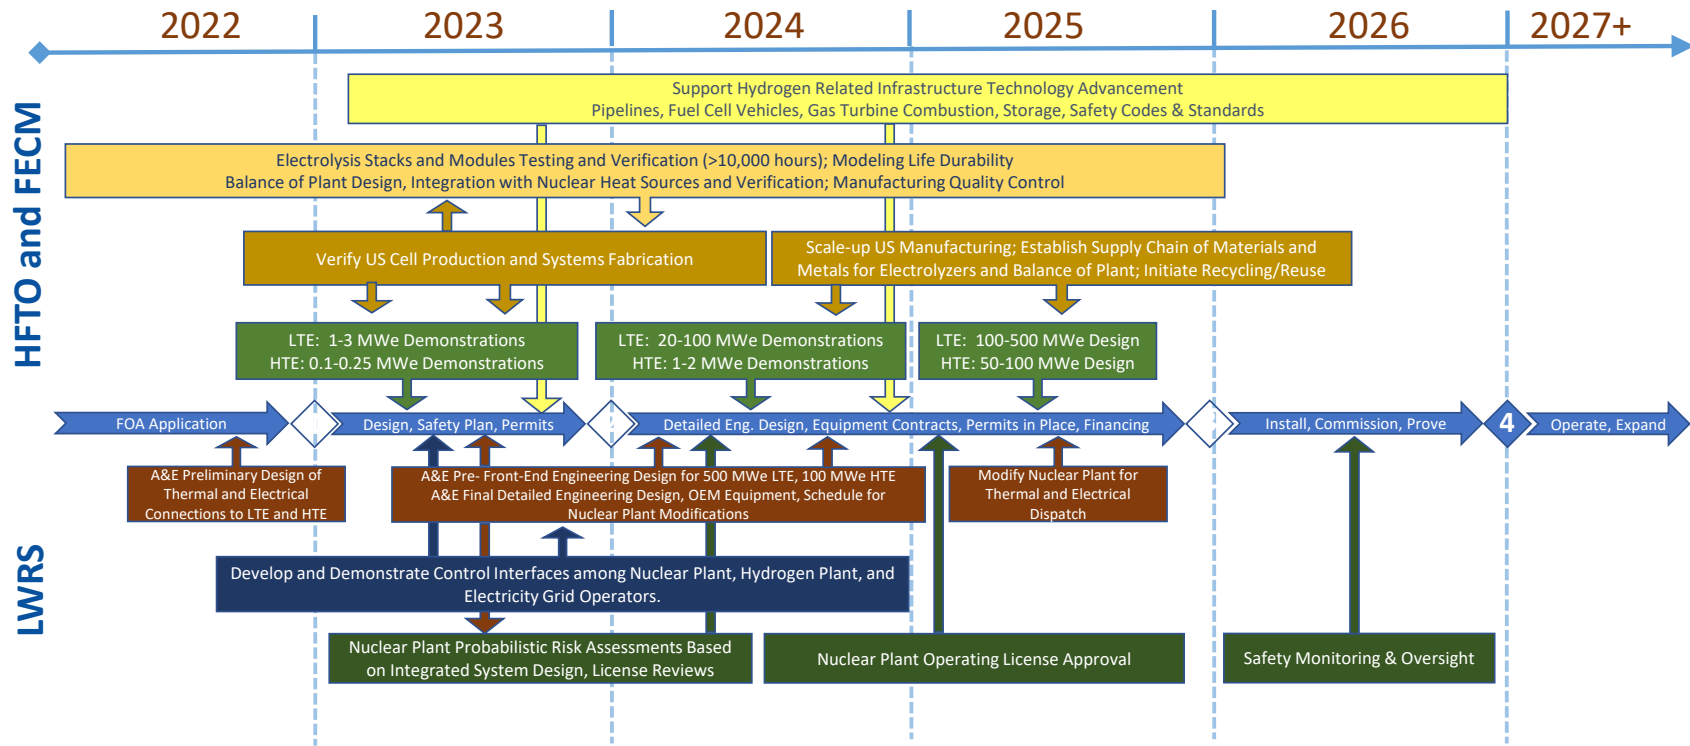 2022
2023
2024
2025
2026
2027+
HFTO and FECM
Support Hydrogen Related Infrastructure Technology Advancement
Pipelines, Fuel Cell Vehicles, Gas Turbine Combustion, Storage, Safety Codes & Standards
Electrolysis Stacks and Modules Testing and Verification (>10,000 hours); Modeling Life Durability
Balance of Plant Design, Integration with Nuclear Heat Sources and Verification; Manufacturing Quality Control
Verify US Cell Production and Systems Fabrication
Scale-up US Manufacturing; Establish Supply Chain of Materials and
Metals for Electrolyzers and Balance of Plant; Initiate Recycling/Reuse
LTE: 1-3 MWe Demonstrations
HTE: 0.1-0.25 MWe Demonstrations
LTE: 20-100 MWe Demonstrations
HTE: 1-2 MWe Demonstrations
LTE: 100-500 MWe Design
HTE: 50-100 MWe Design
FOA Application
Design, Safety Plan, Permits
Detailed Eng. Design, Equipment Contracts, Permits in Place, Financing
Install, Commission, Prove
4
Operate, Expand
LWRS
A&E Preliminary Design of
Thermal and Electrical
Connections to LTE and HTE
A&E Pre- Front-End Engineering Design for 500 MWe LTE, 100 MWe HTE
A&E Final Detailed Engineering Design, OEM Equipment, Schedule for
Nuclear Plant Modifications
Modify Nuclear Plant for
Thermal and Electrical
Dispatch
Develop and Demonstrate Control Interfaces among Nuclear Plant, Hydrogen Plant, and
Electricity Grid Operators.
Nuclear Plant Probabilistic Risk Assessments Based
on Integrated System Design, License Reviews
Nuclear Plant Operating License Approval
Safety Monitoring & Oversight